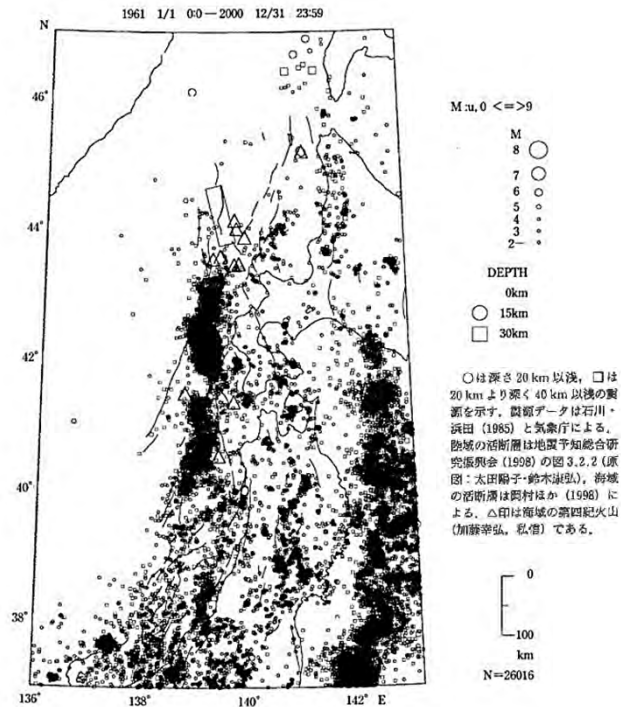 1961 1/1 0:0 — 2000 12/31 23:59
N
46°
44°
42°
40°
38°
136°
138°
140°
142° E
M:u, 0 <=>9
M
8
7
6
5
4
3
2-
DEPTH
0km
15km
30km
○は深さ20 km以浅，□は
20 kmより深く40 km以浅の震
源を示す．震源データは石川・
浜田（1985）と気象庁による．
陸域の活断層は地震予知総合研
究振興会（1998）の図3.2.2（原
図：太田陽子・鈴木康弘），海域
の活断層は岡村ほか（1998）に
よる．△印は海域の第四紀火山
（加藤幸弘，私信）である．
0
100
km
N=26016